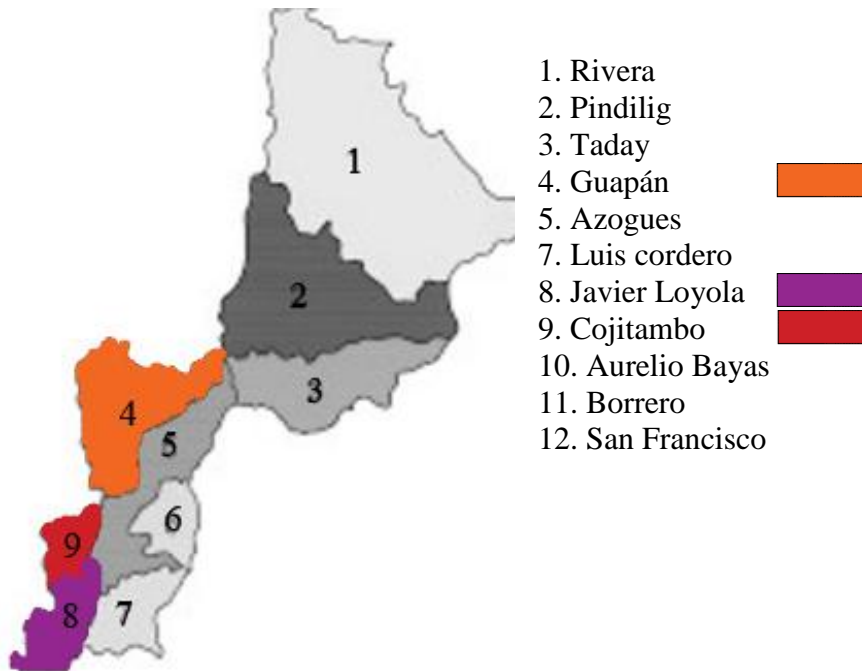 1. Rivera
2. Pindilig
3. Taday
4. Guapán
5. Azogues
7. Luis cordero
8. Javier Loyola
9. Cojitambo
10. Aurelio Bayas
11. Borrero
12. San Francisco
1
2
3
4
5
6
9
8
7